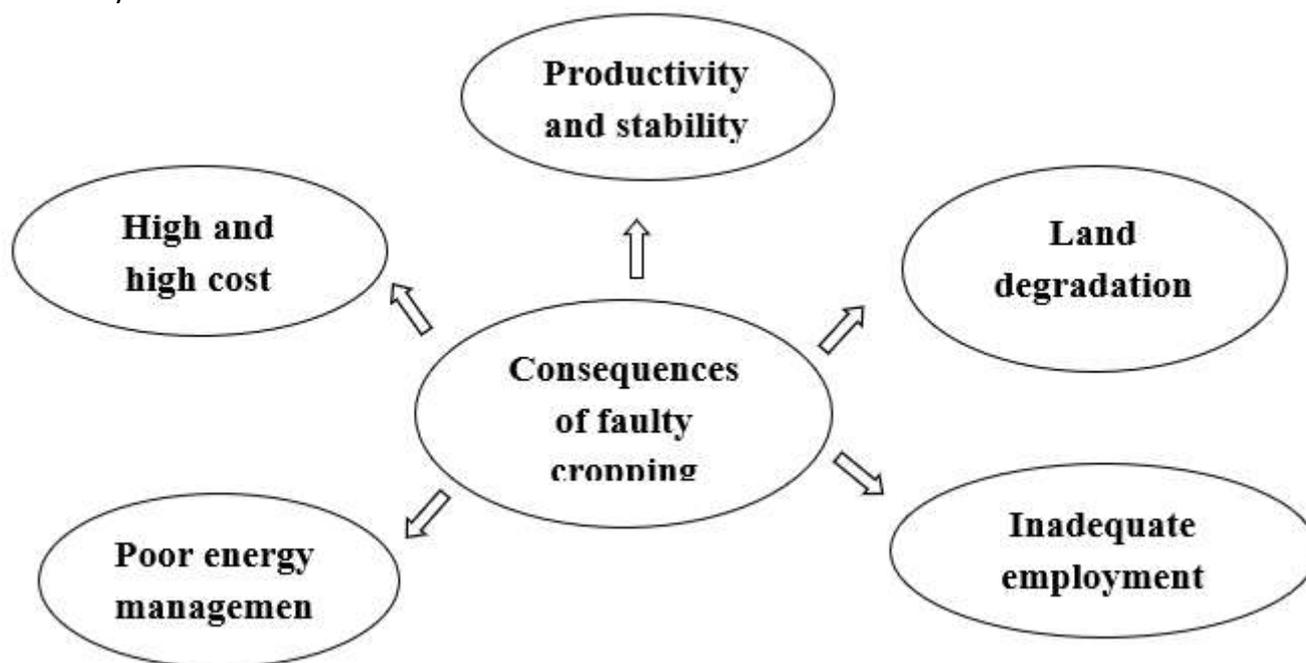 Productivity
and stability
High and
high cost
Land
degradation
Consequences
of faulty
cropping
Poor energy
managemen
Inadequate
employment